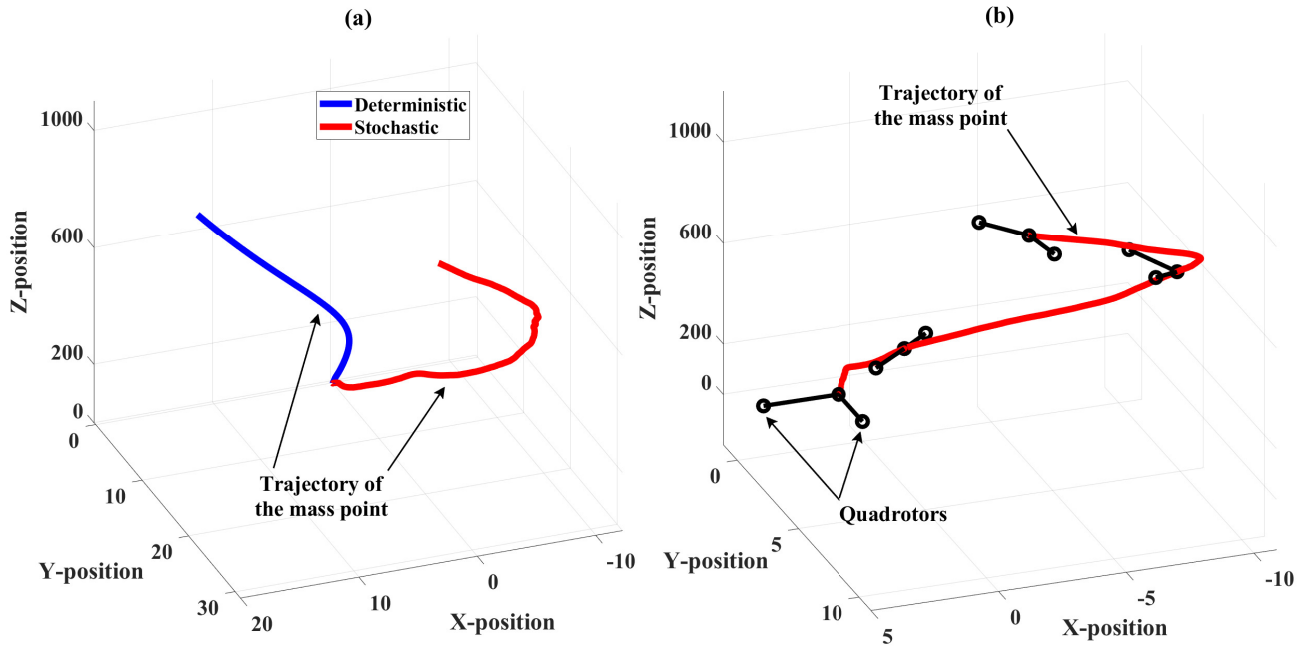 (a)
Deterministic
Stochastic
1000
600
200
0
Z-position
0
10
20
30
Y-position
20
10
0
-10
X-position
Trajectory of
the mass point
(b)
Trajectory of
the mass point
1000
600
200
0
Z-position
0
5
10
Y-position
5
0
-5
-10
X-position
Quadrotors